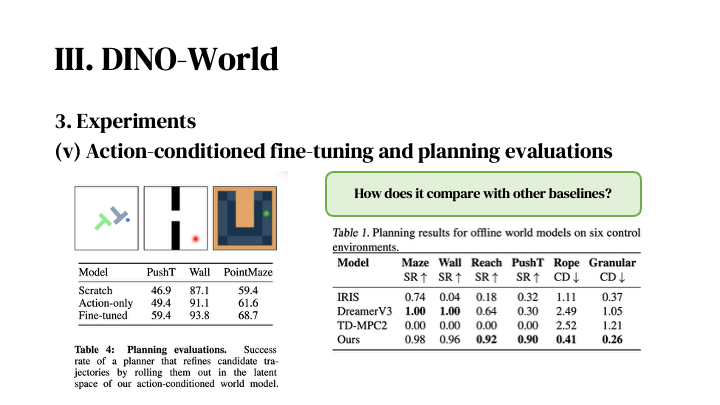 III. DINO-World
3. Experiments
(v) Action-conditioned fine-tuning and planning evaluations
Model PushT Wall PointMaze
Scratch 46.9 87.1 59.4
Action-only 49.4 91.1 61.6
Fine-tuned 59.4 93.8 68.7
Table 4: Planning evaluations. Success
rate of a planner that refines candidate tra-
jectories by rolling them out in the latent
space of our action-conditioned world model.
How does it compare with other baselines?
Table 1. Planning results for offline world models on six control
environments.
Model Maze Wall Reach PushT Rope Granular
SR ↑ SR ↑ SR ↑ SR ↑ CD ↓ CD ↓
IRIS 0.74 0.04 0.18 0.32 1.11 0.37
DreamerV3 1.00 1.00 0.64 0.30 2.49 1.05
TD-MPC2 0.00 0.00 0.00 0.00 2.52 1.21
Ours 0.98 0.96 0.92 0.90 0.41 0.26